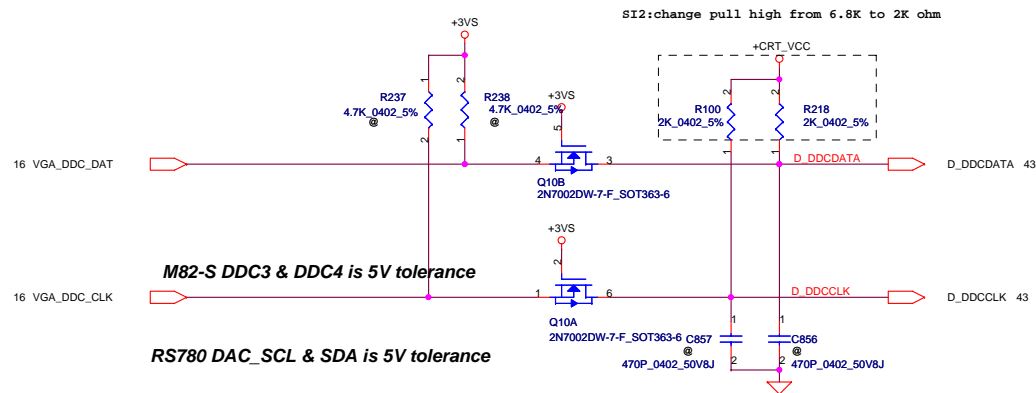 SI2:change pull high from 6.8K to 2K ohm
+3VS
+CRT_VCC
1
2
R237
4.7K_0402_5%
@
2
1
R238
4.7K_0402_5%
@
+3VS
5
2
R100
2K_0402_5%
1
2
R218
2K_0402_5%
1
16 VGA_DDC_DAT
4
3
D_DDCDATA
D_DDCDATA 43
Q10B
2N7002DW-7-F_SOT363-6
+3VS
2
M82-S DDC3 & DDC4 is 5V tolerance
16 VGA_DDC_CLK
1
6
D_DDCCLK
D_DDCCLK 43
Q10A
2N7002DW-7-F_SOT363-6
RS780 DAC_SCL & SDA is 5V tolerance
1
C857
@
2
470P_0402_50V8J
1
C856
@
2
470P_0402_50V8J